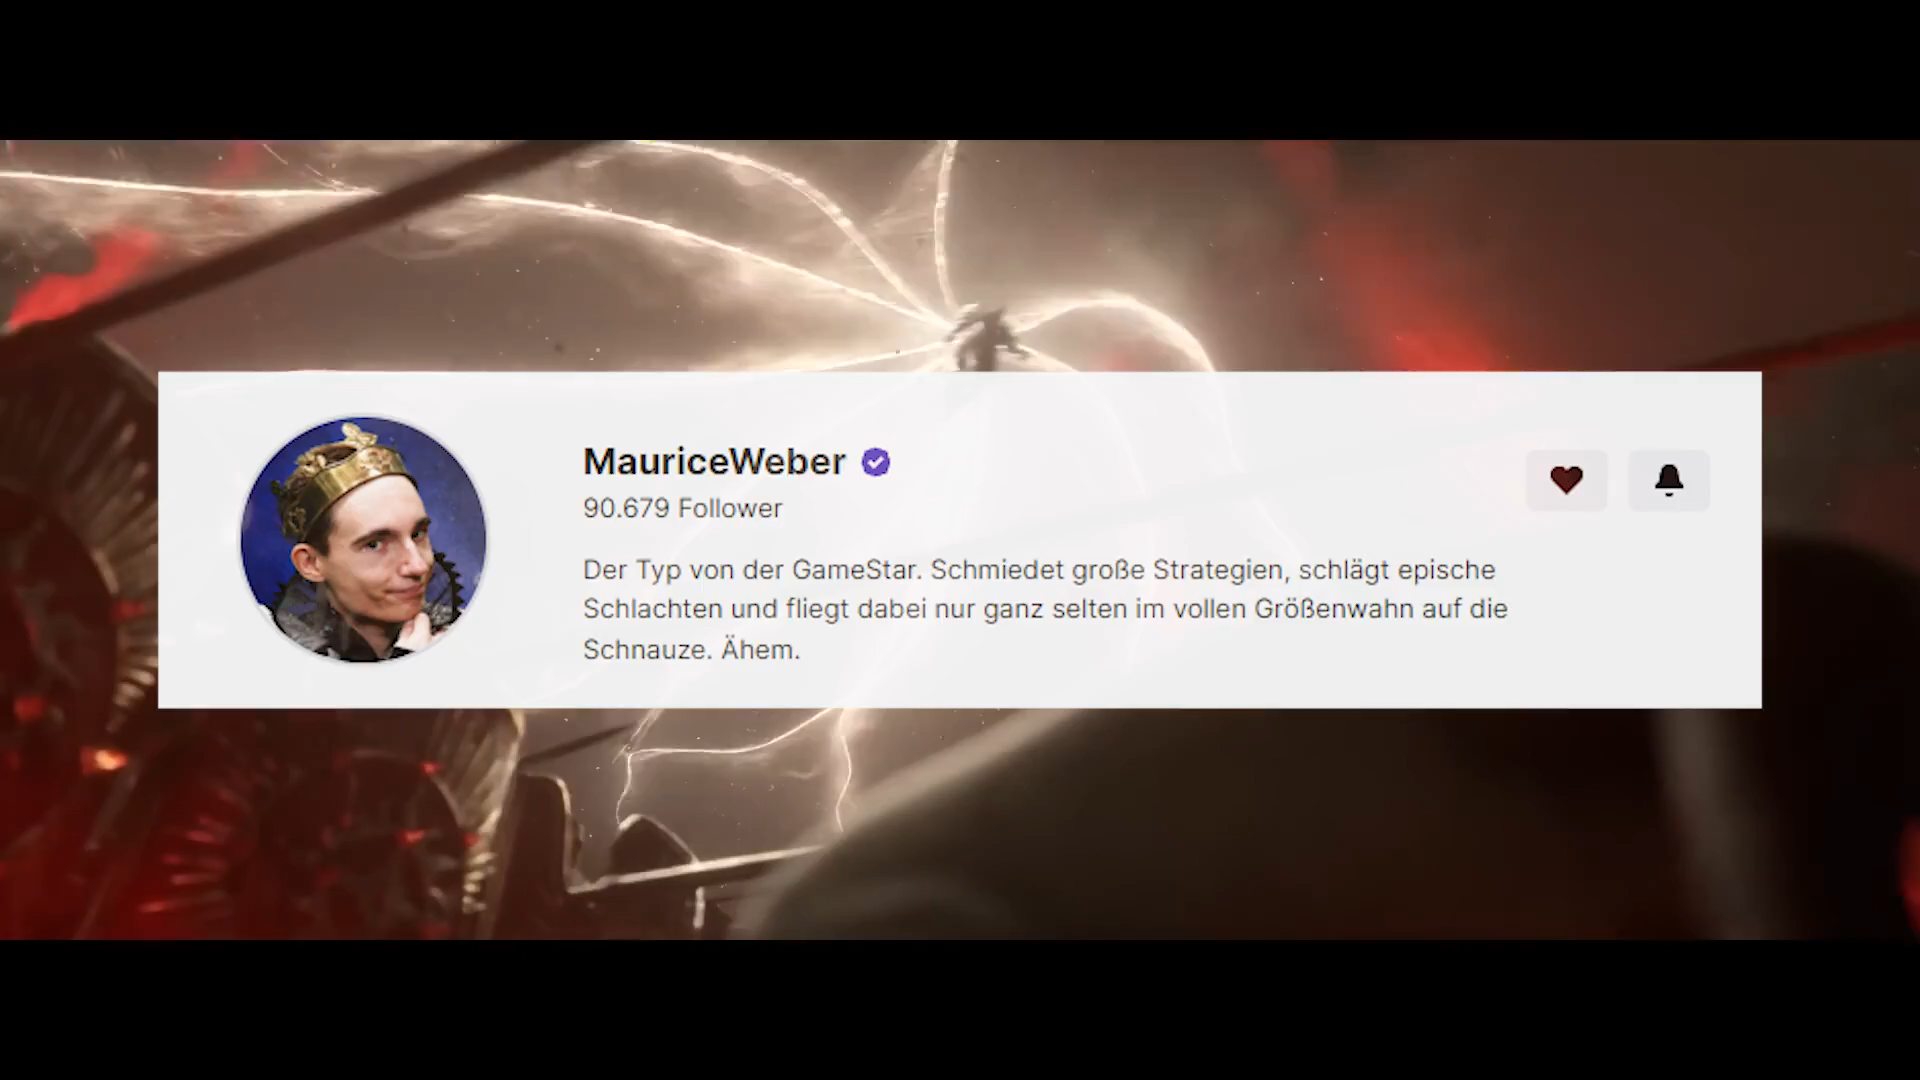 MauriceWeber
90.679 Follower
Der Typ von der GameStar. Schmiedet große Strategien, schlägt epische
Schlachten und fliegt dabei nur ganz selten im vollen Größenwahn auf die
Schnauze. Ähem.